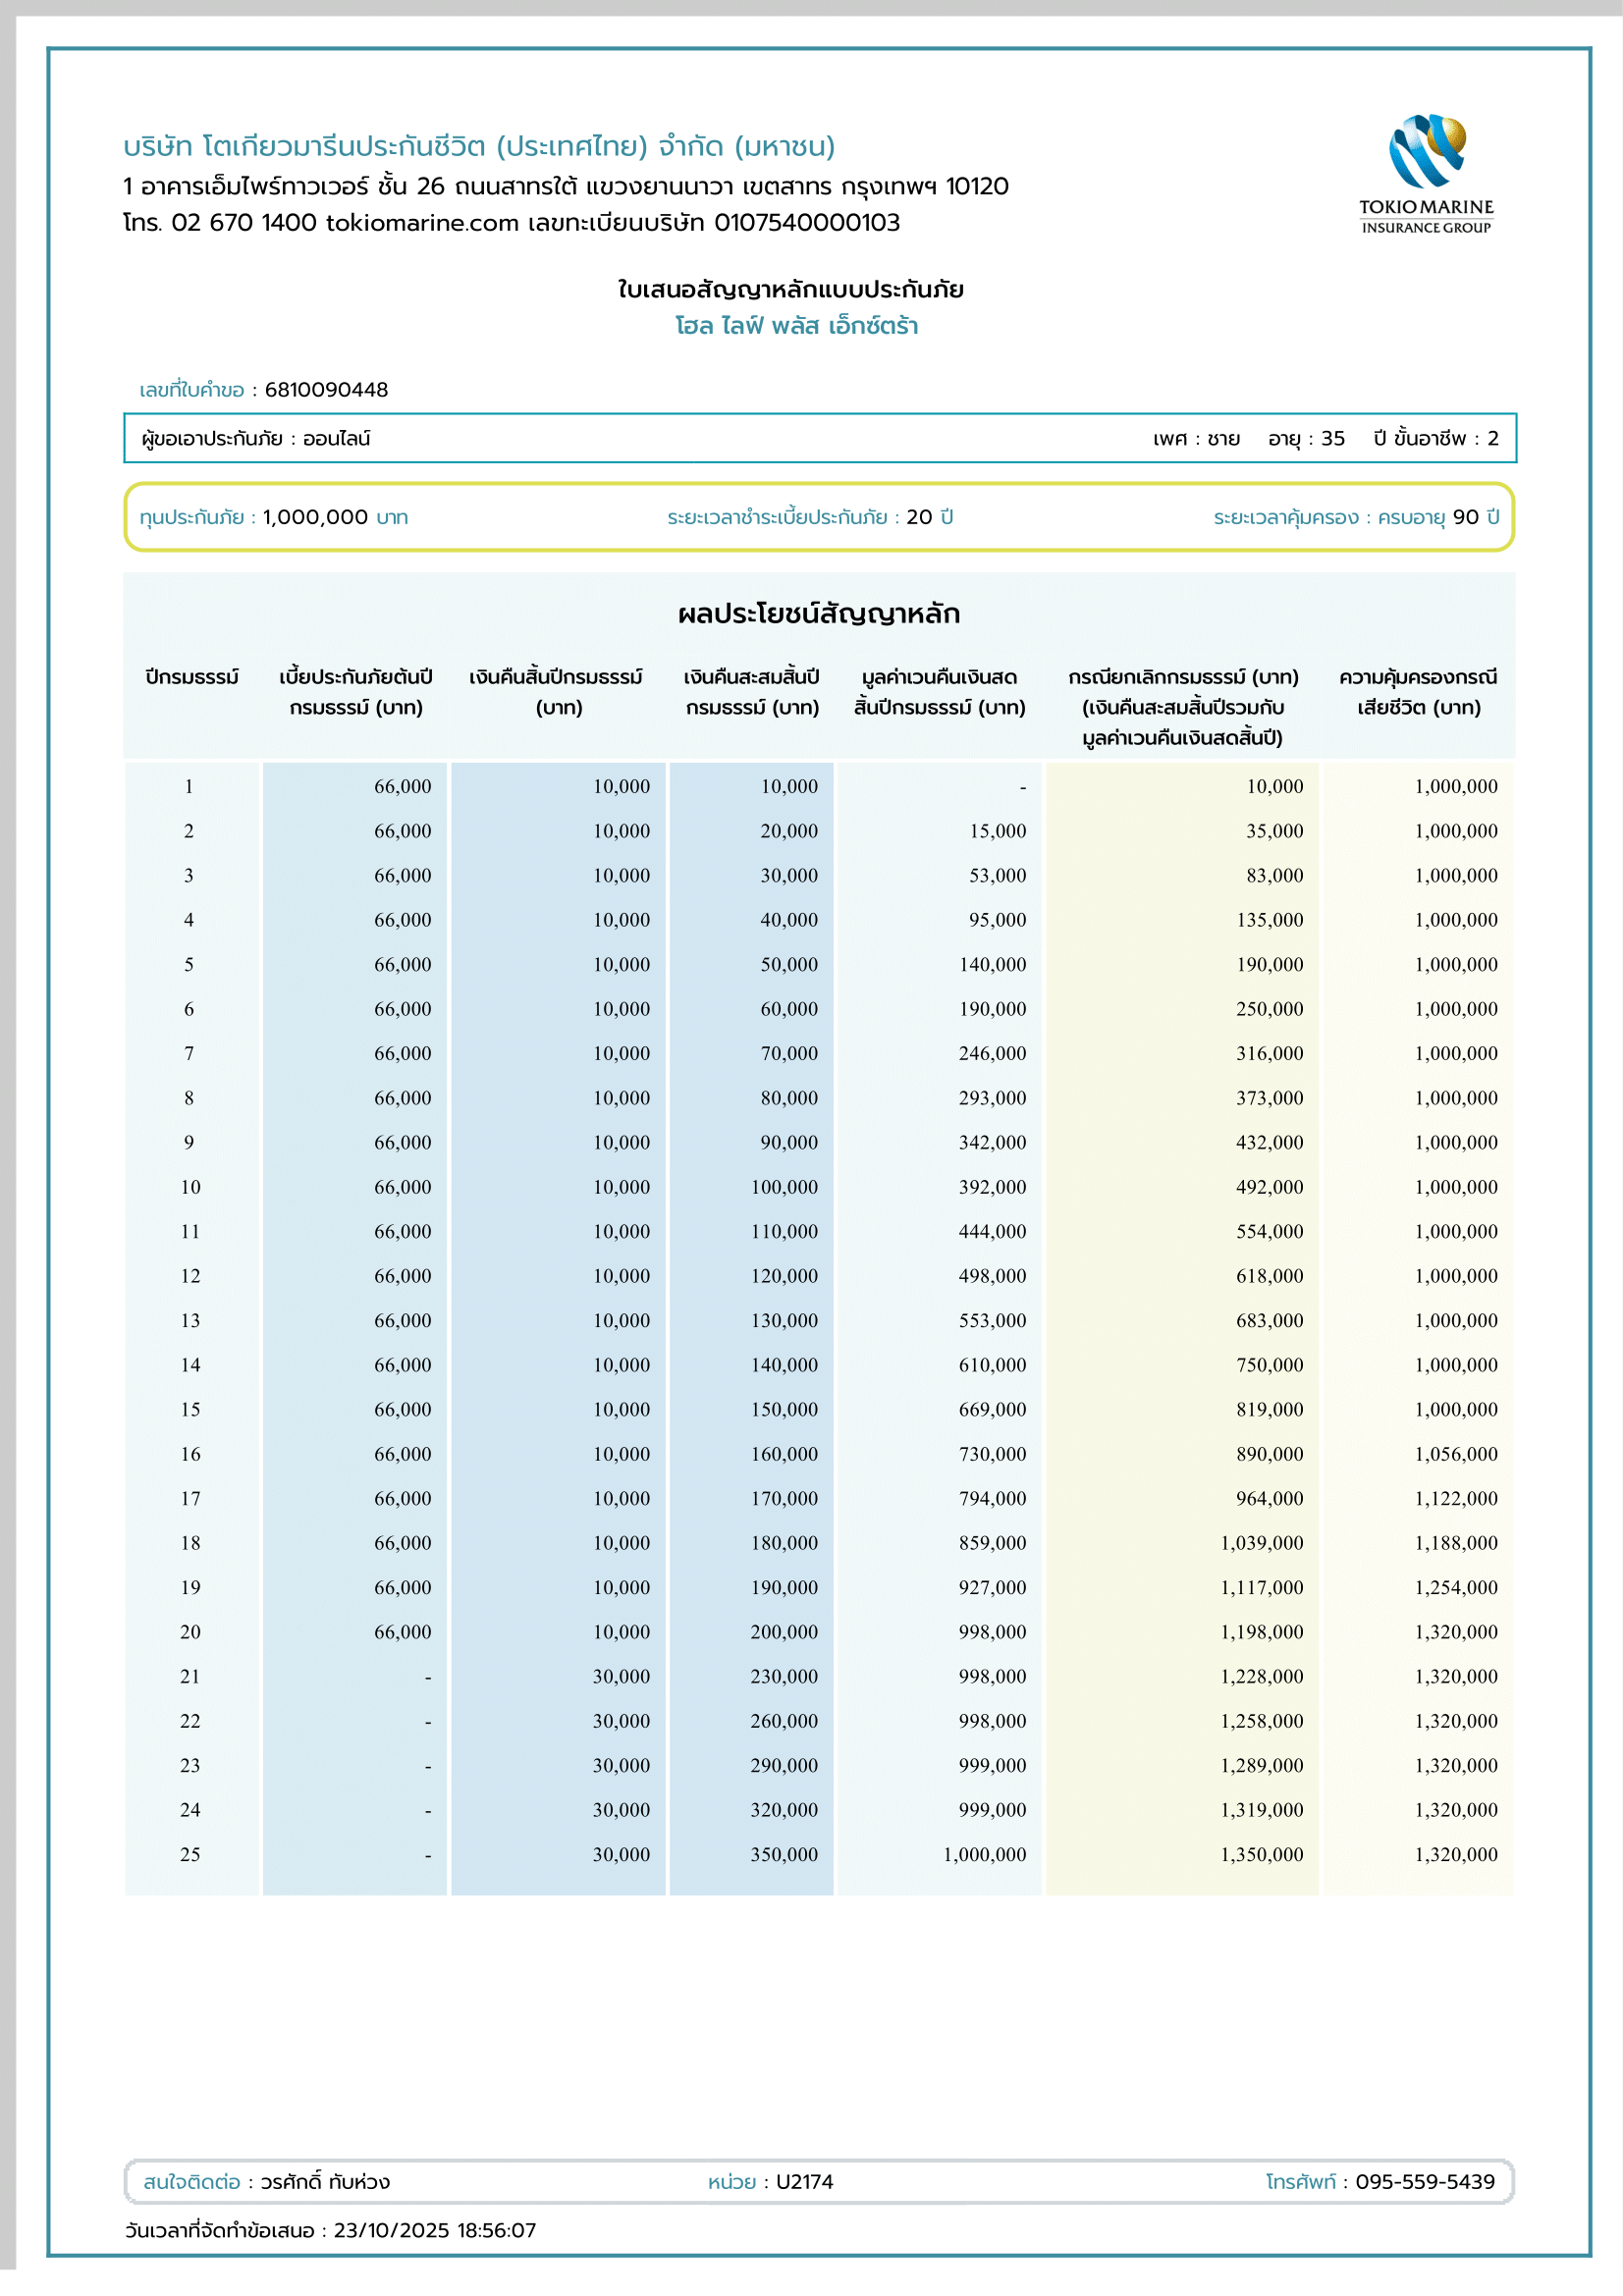 บริษัท โตเกียวมารีนประกันชีวิต (ประเทศไทย) จำกัด (มหาชน)
1 อาคารเอ็มไพร์ทาวเวอร์ ชั้น 26 ถนนสาทรใต้ แขวงยานนาวา เขตสาทร กรุงเทพฯ 10120
โทร. 02 670 1400 tokiomarine.com เลขทะเบียนบริษัท 0107540000103
TOKIO MARINE
INSURANCE GROUP
ใบเสนอสัญญาหลักแบบประกันภัย
โฮล ไลฟ์ พลัส เอ็กซ์ตร้า
เลขที่ใบคำขอ : 6810090448
ผู้ขอเอาประกันภัย : ออนไลน์ เพศ : ชาย อายุ : 35 ปี ขั้นอาชีพ : 2
ทุนประกันภัย : 1,000,000 บาท ระยะเวลาชำระเบี้ยประกันภัย : 20 ปี ระยะเวลาคุ้มครอง : ครบอายุ 90 ปี
ผลประโยชน์สัญญาหลัก
ปีกรมธรรม์ เบี้ยประกันภัยต้นปี เงินคืนสิ้นปีกรมธรรม์ เงินคืนสะสมสิ้นปี มูลค่าเวนคืนเงินสด กรณียกเลิกกรมธรรม์ (บาท) ความคุ้มครองกรณี
กรมธรรม์ (บาท) (บาท) กรมธรรม์ (บาท) สิ้นปีกรมธรรม์ (บาท) (เงินคืนสะสมสิ้นปีรวมกับ เสียชีวิต (บาท)
มูลค่าเวนคืนเงินสดสิ้นปี)
1 66,000 10,000 10,000 - 10,000 1,000,000
2 66,000 10,000 20,000 15,000 35,000 1,000,000
3 66,000 10,000 30,000 53,000 83,000 1,000,000
4 66,000 10,000 40,000 95,000 135,000 1,000,000
5 66,000 10,000 50,000 140,000 190,000 1,000,000
6 66,000 10,000 60,000 190,000 250,000 1,000,000
7 66,000 10,000 70,000 246,000 316,000 1,000,000
8 66,000 10,000 80,000 293,000 373,000 1,000,000
9 66,000 10,000 90,000 342,000 432,000 1,000,000
10 66,000 10,000 100,000 392,000 492,000 1,000,000
11 66,000 10,000 110,000 444,000 554,000 1,000,000
12 66,000 10,000 120,000 498,000 618,000 1,000,000
13 66,000 10,000 130,000 553,000 683,000 1,000,000
14 66,000 10,000 140,000 610,000 750,000 1,000,000
15 66,000 10,000 150,000 669,000 819,000 1,000,000
16 66,000 10,000 160,000 730,000 890,000 1,056,000
17 66,000 10,000 170,000 794,000 964,000 1,122,000
18 66,000 10,000 180,000 859,000 1,039,000 1,188,000
19 66,000 10,000 190,000 927,000 1,117,000 1,254,000
20 66,000 10,000 200,000 998,000 1,198,000 1,320,000
21 - 30,000 230,000 998,000 1,228,000 1,320,000
22 - 30,000 260,000 998,000 1,258,000 1,320,000
23 - 30,000 290,000 999,000 1,289,000 1,320,000
24 - 30,000 320,000 999,000 1,319,000 1,320,000
25 - 30,000 350,000 1,000,000 1,350,000 1,320,000
สนใจติดต่อ : วรศักดิ์ ทับห่วง หน่วย : U2174 โทรศัพท์ : 095-559-5439
วันเวลาที่จัดทำข้อเสนอ : 23/10/2025 18:56:07